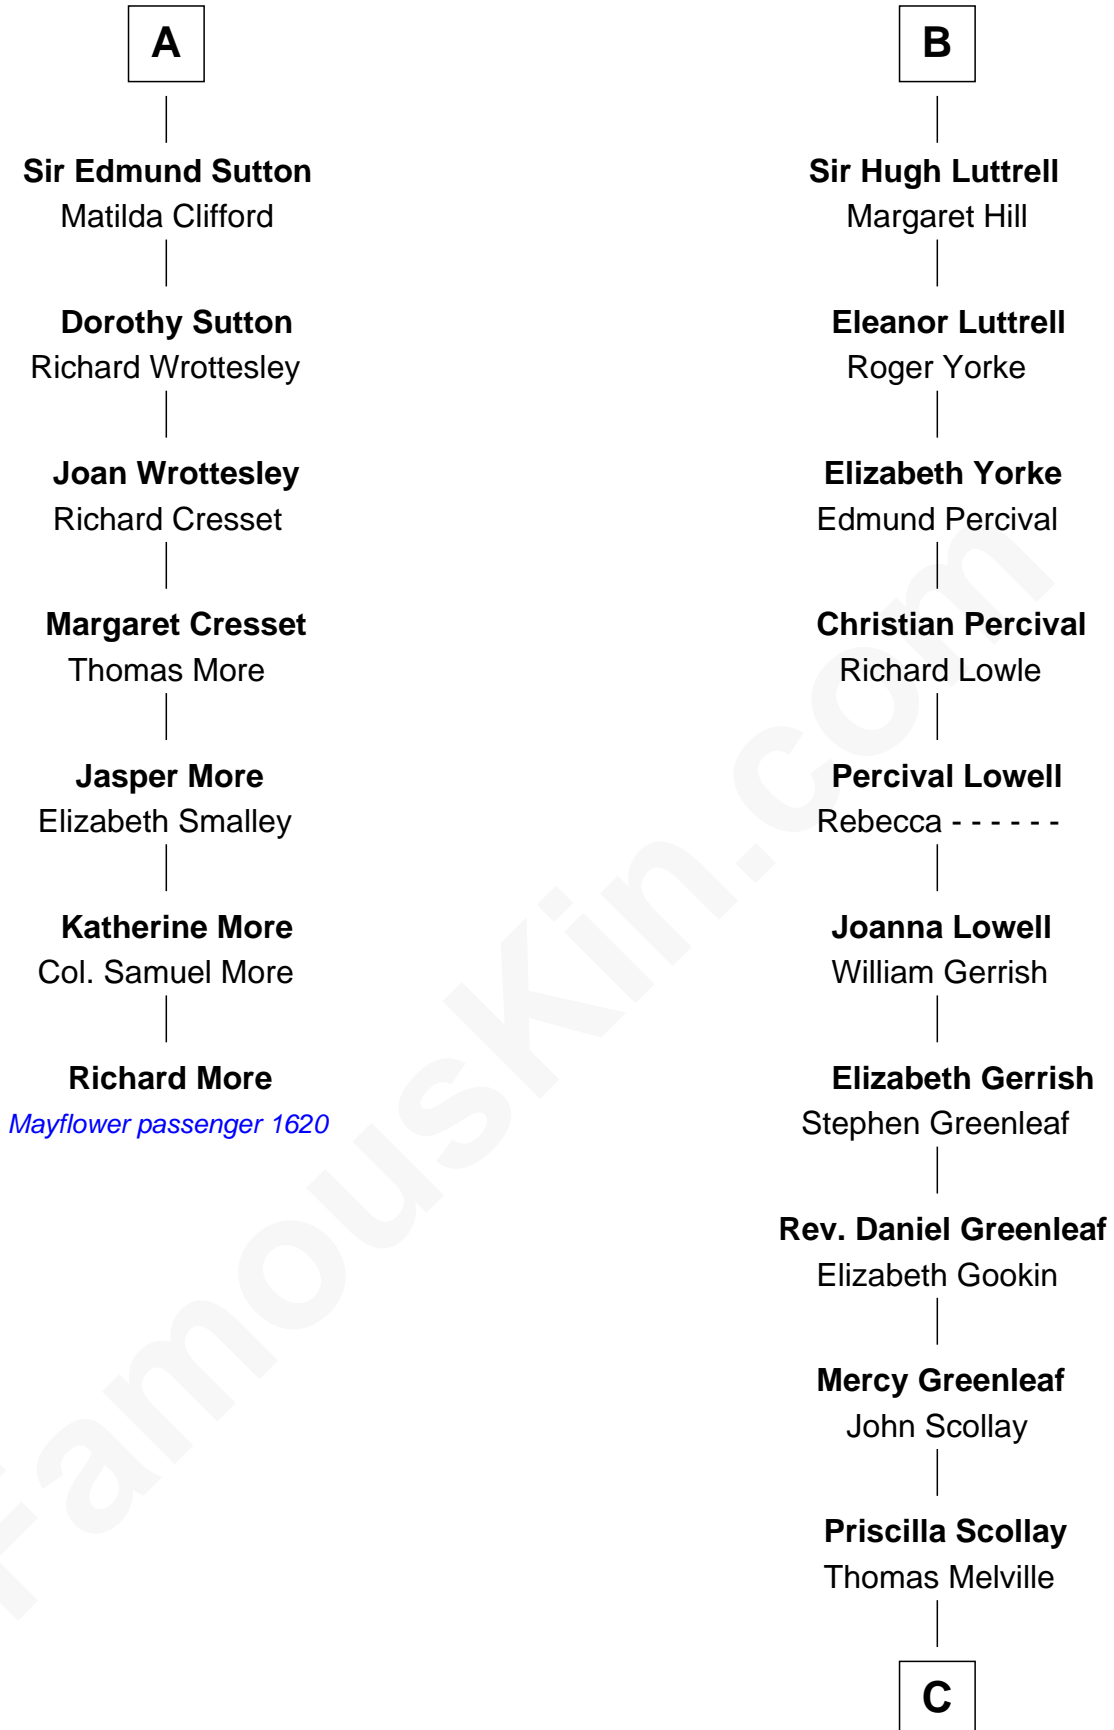 A
Sir Edmund Sutton
Matilda Clifford
Dorothy Sutton
Richard Wrottesley
Joan Wrottesley
Richard Cresset
Margaret Cresset
Thomas More
Jasper More
Elizabeth Smalley
Katherine More
Col. Samuel More
Richard More
Mayflower passenger 1620
B
Sir Hugh Luttrell
Margaret Hill
Eleanor Luttrell
Roger Yorke
Elizabeth Yorke
Edmund Percival
Christian Percival
Richard Lowle
Percival Lowell
Rebecca - - - - - -
Joanna Lowell
William Gerrish
Elizabeth Gerrish
Stephen Greenleaf
Rev. Daniel Greenleaf
Elizabeth Gookin
Mercy Greenleaf
John Scollay
Priscilla Scollay
Thomas Melville
C
FamousKin.com